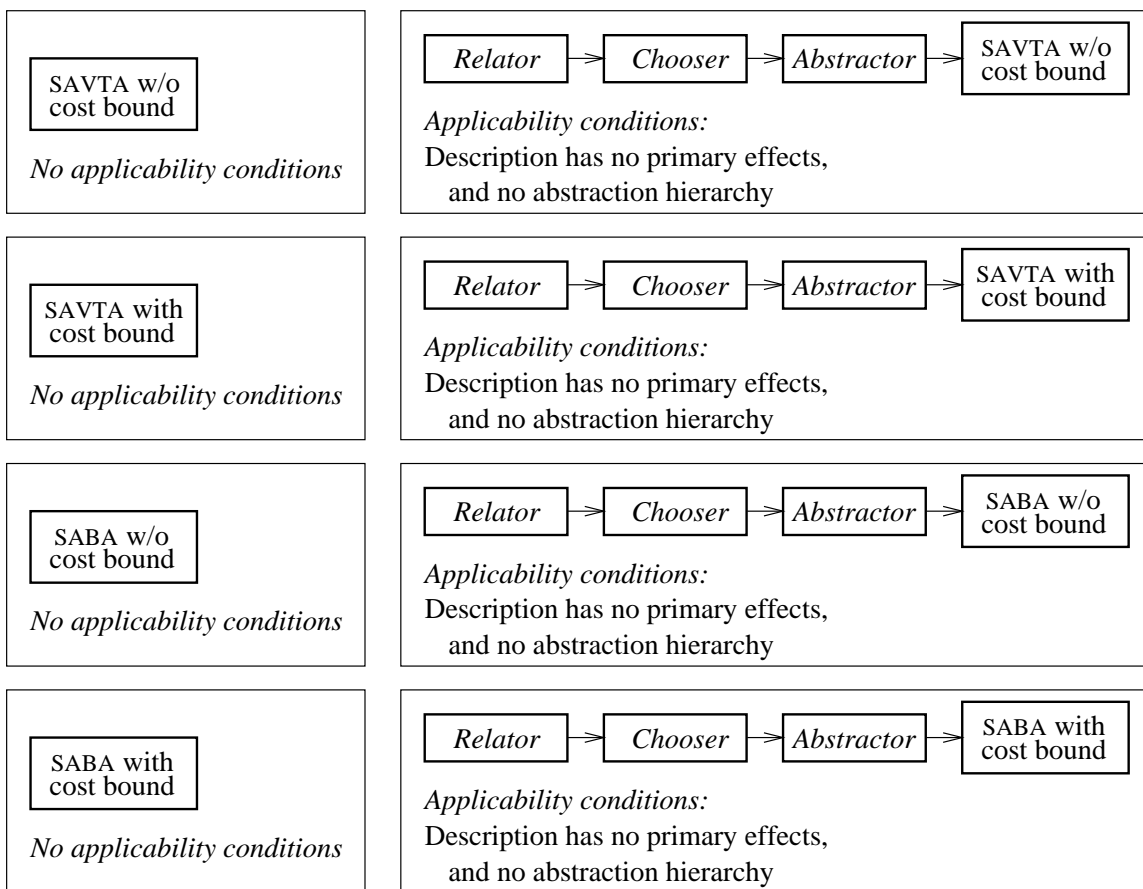 SAVTA w/o
cost bound
No applicability conditions
Relator
Chooser
Abstractor
SAVTA w/o
cost bound
Applicability conditions:
Description has no primary effects,
and no abstraction hierarchy
SAVTA with
cost bound
No applicability conditions
Relator
Chooser
Abstractor
SAVTA with
cost bound
Applicability conditions:
Description has no primary effects,
and no abstraction hierarchy
SABA w/o
cost bound
No applicability conditions
Relator
Chooser
Abstractor
SABA w/o
cost bound
Applicability conditions:
Description has no primary effects,
and no abstraction hierarchy
SABA with
cost bound
No applicability conditions
Relator
Chooser
Abstractor
SABA with
cost bound
Applicability conditions:
Description has no primary effects,
and no abstraction hierarchy